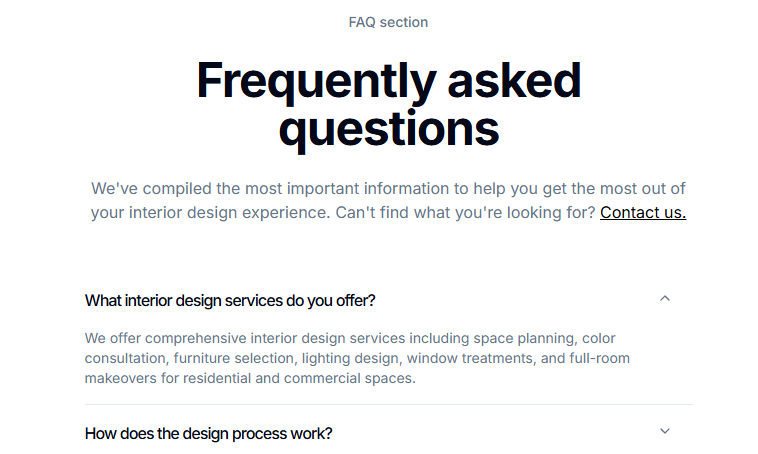 FAQ section
Frequently asked
questions
We've compiled the most important information to help you get the most out of
your interior design experience. Can't find what you're looking for? Contact us.
What interior design services do you offer?
We offer comprehensive interior design services including space planning, color
consultation, furniture selection, lighting design, window treatments, and full-room
makeovers for residential and commercial spaces.
How does the design process work?